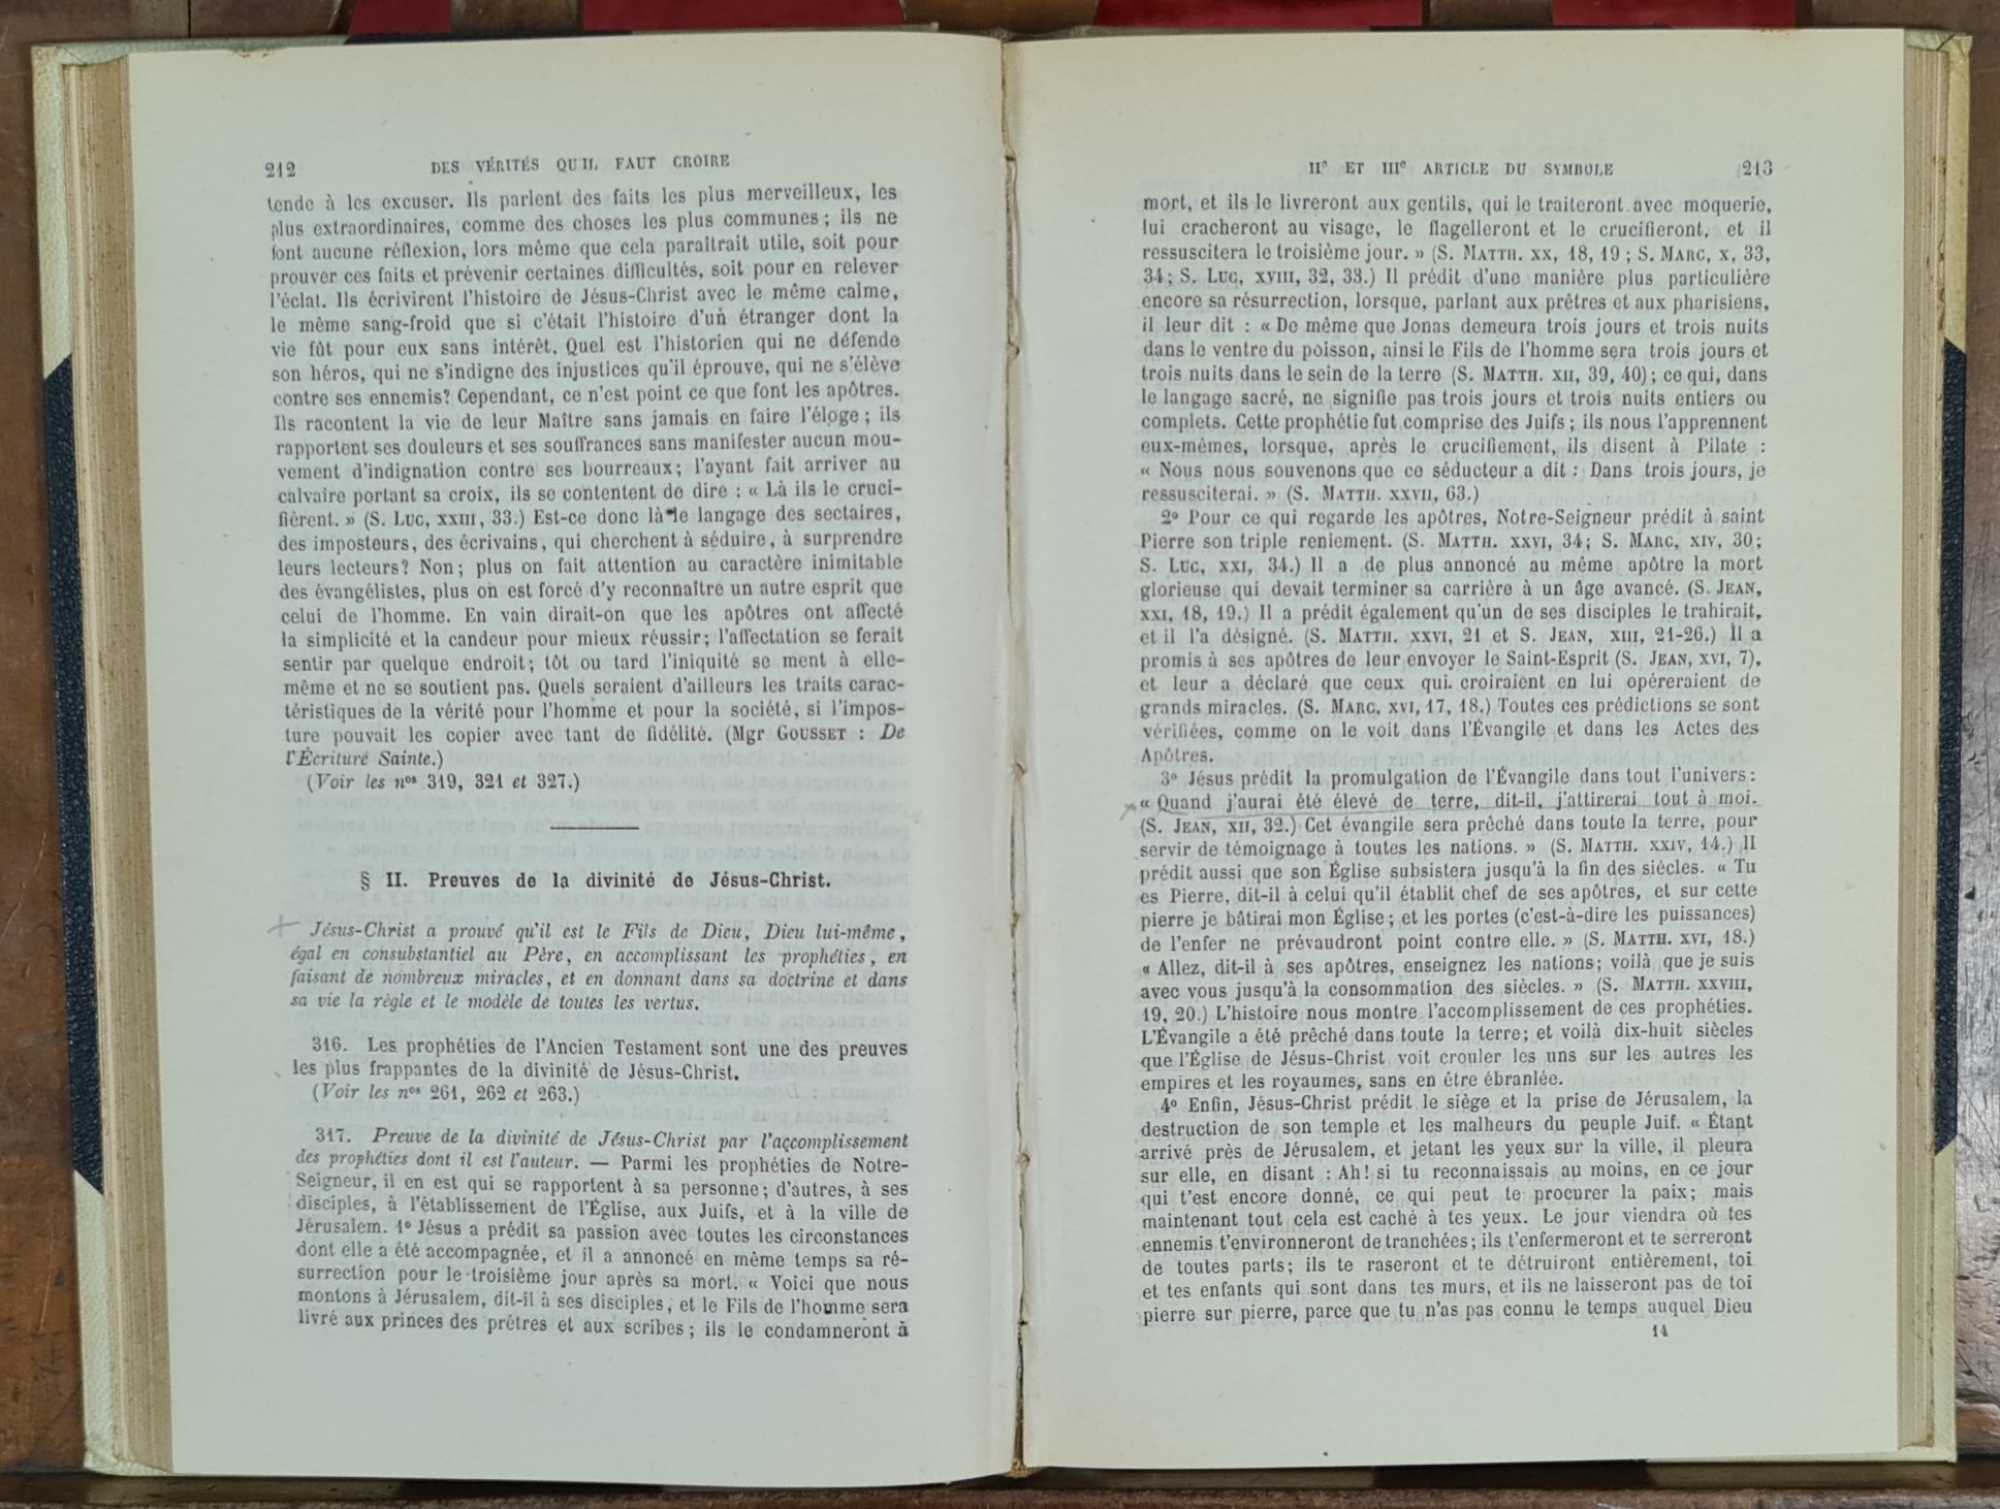 212 DES VÉRITÉS QU'IL FAUT CROIRE
tende à les excuser. Ils parlent des faits les plus merveilleux, les
plus extraordinaires, comme des choses les plus communes; ils ne
font aucune réflexion, lors même que cela paraîtrait utile, soit pour
prouver ces faits et prévenir certaines difficultés, soit pour en relever
l'éclat. Ils écrivirent l'histoire de Jésus-Christ avec le même calme,
le même sang-froid que si c'était l'histoire d'un étranger dont la
vie fût pour eux sans intérêt. Quel est l'historien qui ne défende
son héros, qui ne s'indigne des injustices qu'il éprouve, qui ne s'élève
contre ses ennemis? Cependant, ce n'est point ce que font les apôtres.
Ils racontent la vie de leur Maître sans jamais en faire l'éloge; ils
rapportent ses douleurs et ses souffrances sans manifester aucun mou-
vement d'indignation contre ses bourreaux; l'ayant fait arriver au
calvaire portant sa croix, ils se contentent de dire : « Là ils le cruci-
fièrent. » (S. Luc, xxiii, 33.) Est-ce donc là le langage des sectaires,
des imposteurs, des écrivains, qui cherchent à séduire, à surprendre
leurs lecteurs? Non; plus on fait attention au caractère inimitable
des évangélistes, plus on est forcé d'y reconnaître un autre esprit que
celui de l'homme. En vain dirait-on que les apôtres ont affecté
la simplicité et la candeur pour mieux réussir; l'affectation se ferait
sentir par quelque endroit; tôt ou tard l'iniquité se ment à elle-
même et ne se soutient pas. Quels seraient d'ailleurs les traits carac-
téristiques de la vérité pour l'homme et pour la société, si l'impos-
ture pouvait les copier avec tant de fidélité. (Mgr Gousset : De
l'Écriture Sainte.)
(Voir les nos 319, 321 et 327.)
§ II. Preuves de la divinité de Jésus-Christ.
Jésus-Christ a prouvé qu'il est le Fils de Dieu, Dieu lui-même,
égal en consubstantiel au Père, en accomplissant les prophéties, en
faisant de nombreux miracles, et en donnant dans sa doctrine et dans
sa vie la règle et le modèle de toutes les vertus.
316. Les prophéties de l'Ancien Testament sont une des preuves
les plus frappantes de la divinité de Jésus-Christ.
(Voir les nos 261, 262 et 263.)
317. Preuve de la divinité de Jésus-Christ par l'accomplissement
des prophéties dont il est l'auteur. — Parmi les prophéties de Notre-
Seigneur, il en est qui se rapportent à sa personne; d'autres, à ses
disciples, à l'établissement de l'Église, aux Juifs, et à la ville de
Jérusalem. 1º Jésus a prédit sa passion avec toutes les circonstances
dont elle a été accompagnée, et il a annoncé en même temps sa ré-
surrection pour le troisième jour après sa mort. « Voici que nous
montons à Jérusalem, dit-il à ses disciples, et le Fils de l'homme sera
livré aux princes des prêtres et aux scribes; ils le condamneront à
IIe ET IIIe ARTICLE DU SYMBOLE 213
mort, et ils le livreront aux gentils, qui le traiteront avec moquerie,
lui cracheront au visage, le flagelleront et le crucifieront, et il
ressuscitera le troisième jour. » (S. Matth. xx, 18, 19; S. Marc, x, 33,
34; S. Luc, xviii, 32, 33.) Il prédit d'une manière plus particulière
encore sa résurrection, lorsque, parlant aux prêtres et aux pharisiens,
il leur dit : « De même que Jonas demeura trois jours et trois nuits
dans le ventre du poisson, ainsi le Fils de l'homme sera trois jours et
trois nuits dans le sein de la terre (S. Matth. xii, 39, 40); ce qui, dans
le langage sacré, ne signifie pas trois jours et trois nuits entiers ou
complets. Cette prophétie fut comprise des Juifs; ils nous l'apprennent
eux-mêmes, lorsque, après le crucifiement, ils disent à Pilate :
« Nous nous souvenons que ce séducteur a dit : Dans trois jours, je
ressusciterai. » (S. Matth. xxvii, 63.)
2º Pour ce qui regarde les apôtres, Notre-Seigneur prédit à saint
Pierre son triple reniement. (S. Matth. xxvi, 34; S. Marc, xiv, 30;
S. Luc, xxi, 34.) Il a de plus annoncé au même apôtre la mort
glorieuse qui devait terminer sa carrière à un âge avancé. (S. Jean,
xxi, 18, 19.) Il a prédit également qu'un de ses disciples le trahirait,
et il l'a désigné. (S. Matth. xxvi, 21 et S. Jean, xiii, 21-26.) Il a
promis à ses apôtres de leur envoyer le Saint-Esprit (S. Jean, xvi, 7),
et leur a déclaré que ceux qui croiraient en lui opéreraient de
grands miracles. (S. Marc, xvi, 17, 18.) Toutes ces prédictions se sont
vérifiées, comme on le voit dans l'Évangile et dans les Actes des
Apôtres.
3º Jésus prédit la promulgation de l'Évangile dans tout l'univers:
« Quand j'aurai été élevé de terre, dit-il, j'attirerai tout à moi.
(S. Jean, xii, 32.) Cet évangile sera prêché dans toute la terre, pour
servir de témoignage à toutes les nations. » (S. Matth. xxiv, 14.) Il
prédit aussi que son Église subsistera jusqu'à la fin des siècles. « Tu
es Pierre, dit-il à celui qu'il établit chef de ses apôtres, et sur cette
pierre je bâtirai mon Église; et les portes (c'est-à-dire les puissances)
de l'enfer ne prévaudront point contre elle. » (S. Matth. xvi, 18.)
« Allez, dit-il à ses apôtres, enseignez les nations; voilà que je suis
avec vous jusqu'à la consommation des siècles. » (S. Matth. xxviii,
19, 20.) L'histoire nous montre l'accomplissement de ces prophéties.
L'Évangile a été prêché dans toute la terre; et voilà dix-huit siècles
que l'Église de Jésus-Christ voit crouler les uns sur les autres les
empires et les royaumes, sans en être ébranlée.
4º Enfin, Jésus-Christ prédit le siège et la prise de Jérusalem, la
destruction de son temple et les malheurs du peuple Juif. « Étant
arrivé près de Jérusalem, et jetant les yeux sur la ville, il pleura
sur elle, en disant : Ah! si tu reconnaissais au moins, en ce jour
qui t'est encore donné, ce qui peut te procurer la paix; mais
maintenant tout cela est caché à tes yeux. Le jour viendra où tes
ennemis t'environneront de tranchées; ils t'enfermeront et te serreront
de toutes parts; ils te raseront et te détruiront entièrement, toi
et tes enfants qui sont dans tes murs, et ils ne laisseront pas de toi
pierre sur pierre, parce que tu n'as pas connu le temps auquel Dieu
14